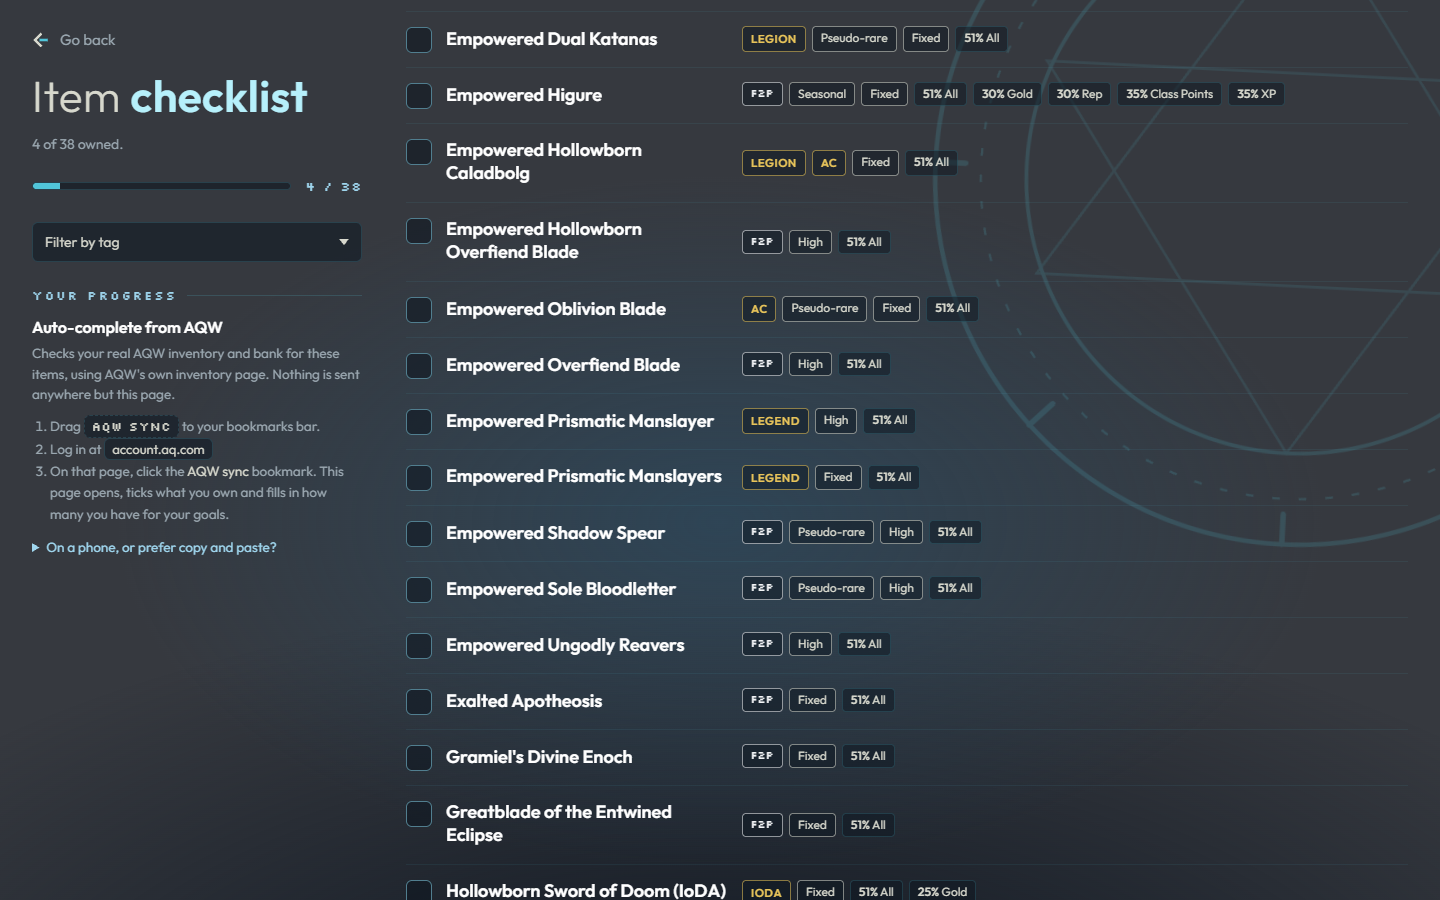 Go back
Item checklist
4 of 38 owned.
4 / 38
Filter by tag
YOUR PROGRESS
Auto-complete from AQW
Checks your real AQW inventory and bank for these
items, using AQW's own inventory page. Nothing is sent
anywhere but this page.
1. Drag AQW SYNC to your bookmarks bar.
2. Log in at account.aq.com
3. On that page, click the AQW sync bookmark. This
page opens, ticks what you own and fills in how
many you have for your goals.
On a phone, or prefer copy and paste?
Empowered Dual Katanas LEGION Pseudo-rare Fixed 51% All
Empowered Higure F2P Seasonal Fixed 51% All 30% Gold 30% Rep 35% Class Points 35% XP
Empowered Hollowborn
Caladbolg LEGION AC Fixed 51% All
Empowered Hollowborn
Overfiend Blade F2P High 51% All
Empowered Oblivion Blade AC Pseudo-rare Fixed 51% All
Empowered Overfiend Blade F2P High 51% All
Empowered Prismatic Manslayer LEGEND High 51% All
Empowered Prismatic Manslayers LEGEND Fixed 51% All
Empowered Shadow Spear F2P Pseudo-rare High 51% All
Empowered Sole Bloodletter F2P Pseudo-rare High 51% All
Empowered Ungodly Reavers F2P High 51% All
Exalted Apotheosis F2P Fixed 51% All
Gramiel's Divine Enoch F2P Fixed 51% All
Greatblade of the Entwined
Eclipse F2P Fixed 51% All
Hollowborn Sword of Doom (IoDA) IODA Fixed 51% All 25% Gold